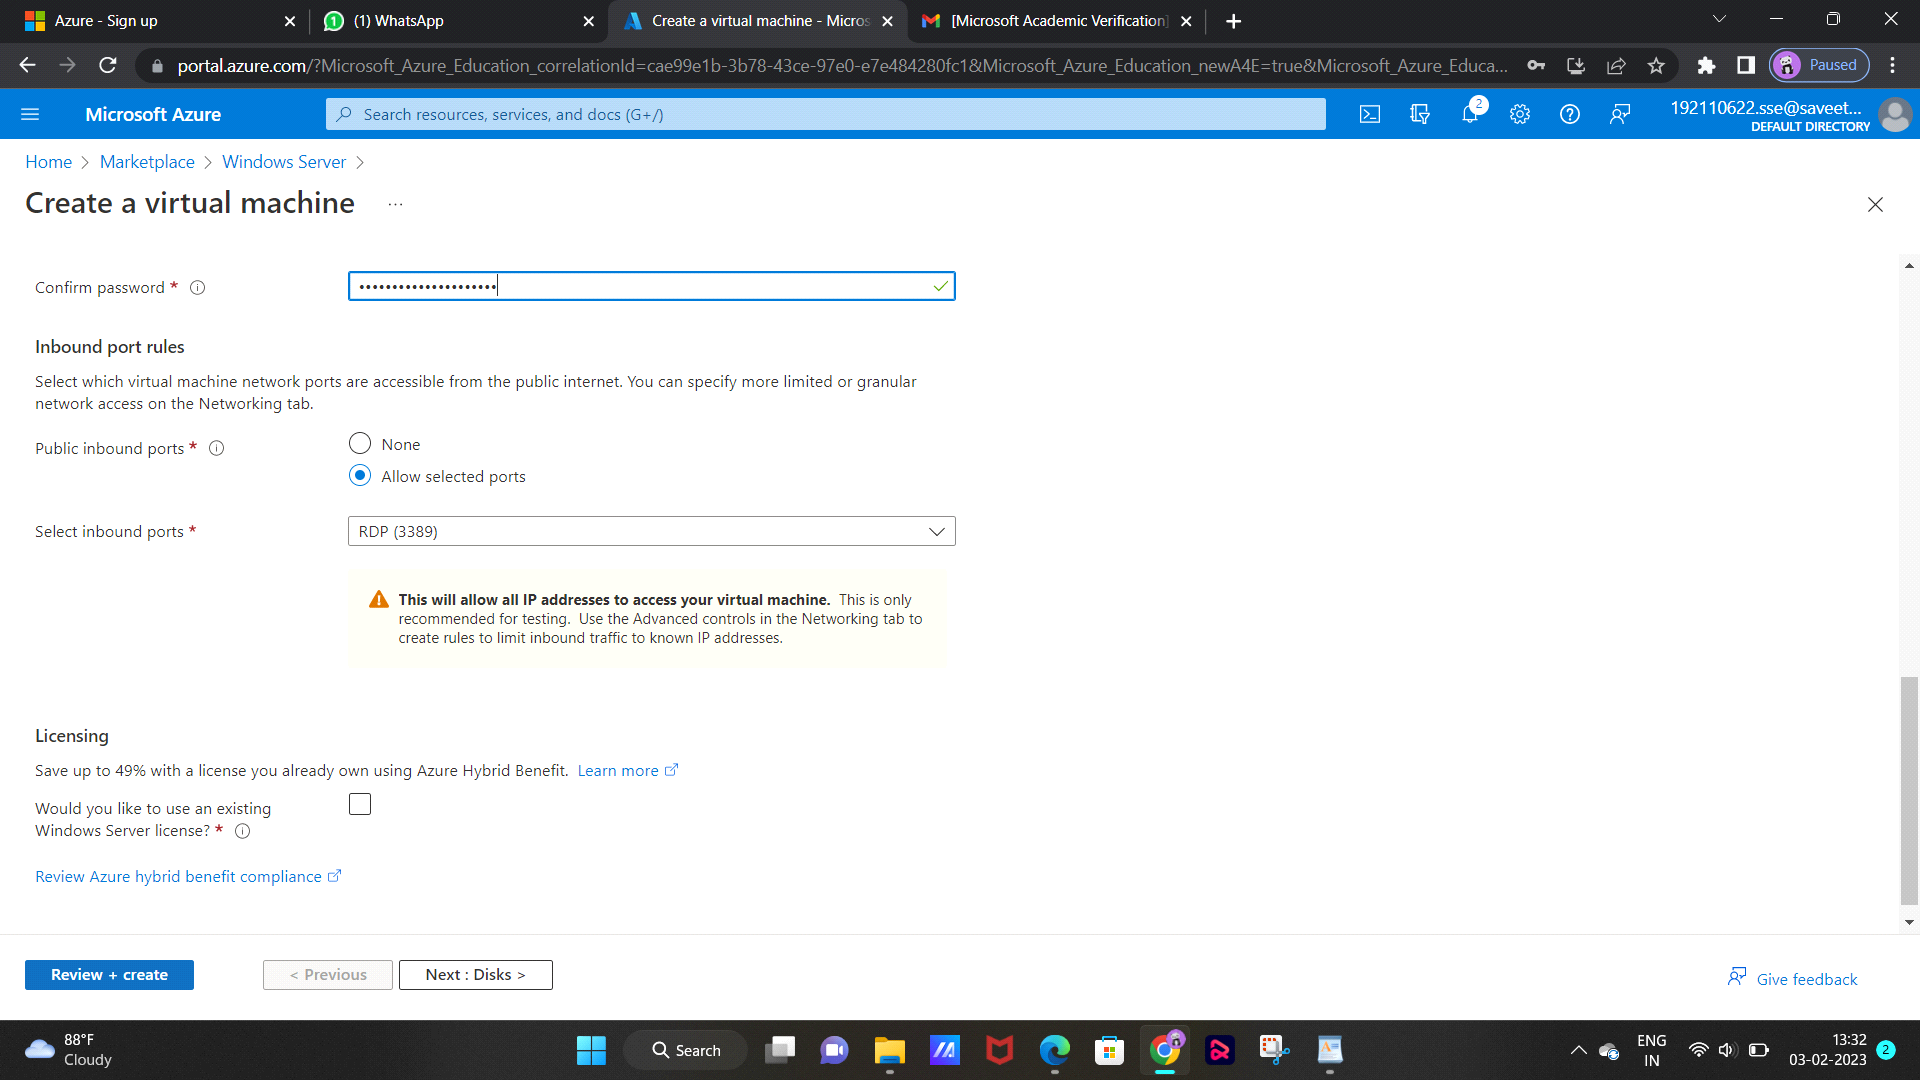 Azure - Sign up
(1) WhatsApp
Create a virtual machine - Micros
[Microsoft Academic Verification]
portal.azure.com/?Microsoft_Azure_Education_correlationId=cae99e1b-3b78-43ce-97e0-e7e484280fc1&Microsoft_Azure_Education_newA4E=true&Microsoft_Azure_Educa...
Paused
Microsoft Azure
Search resources, services, and docs (G+/)
2
192110622.sse@saveet...
DEFAULT DIRECTORY
Home > Marketplace > Windows Server >
Create a virtual machine ...
Confirm password *
Inbound port rules
Select which virtual machine network ports are accessible from the public internet. You can specify more limited or granular
network access on the Networking tab.
Public inbound ports *
None
Allow selected ports
Select inbound ports *
RDP (3389)
This will allow all IP addresses to access your virtual machine. This is only
recommended for testing. Use the Advanced controls in the Networking tab to
create rules to limit inbound traffic to known IP addresses.
Licensing
Save up to 49% with a license you already own using Azure Hybrid Benefit. Learn more
Would you like to use an existing
Windows Server license? *
Review Azure hybrid benefit compliance
Review + create
< Previous
Next : Disks >
Give feedback
88°F
Cloudy
Search
ENG
IN
13:32
03-02-2023
2